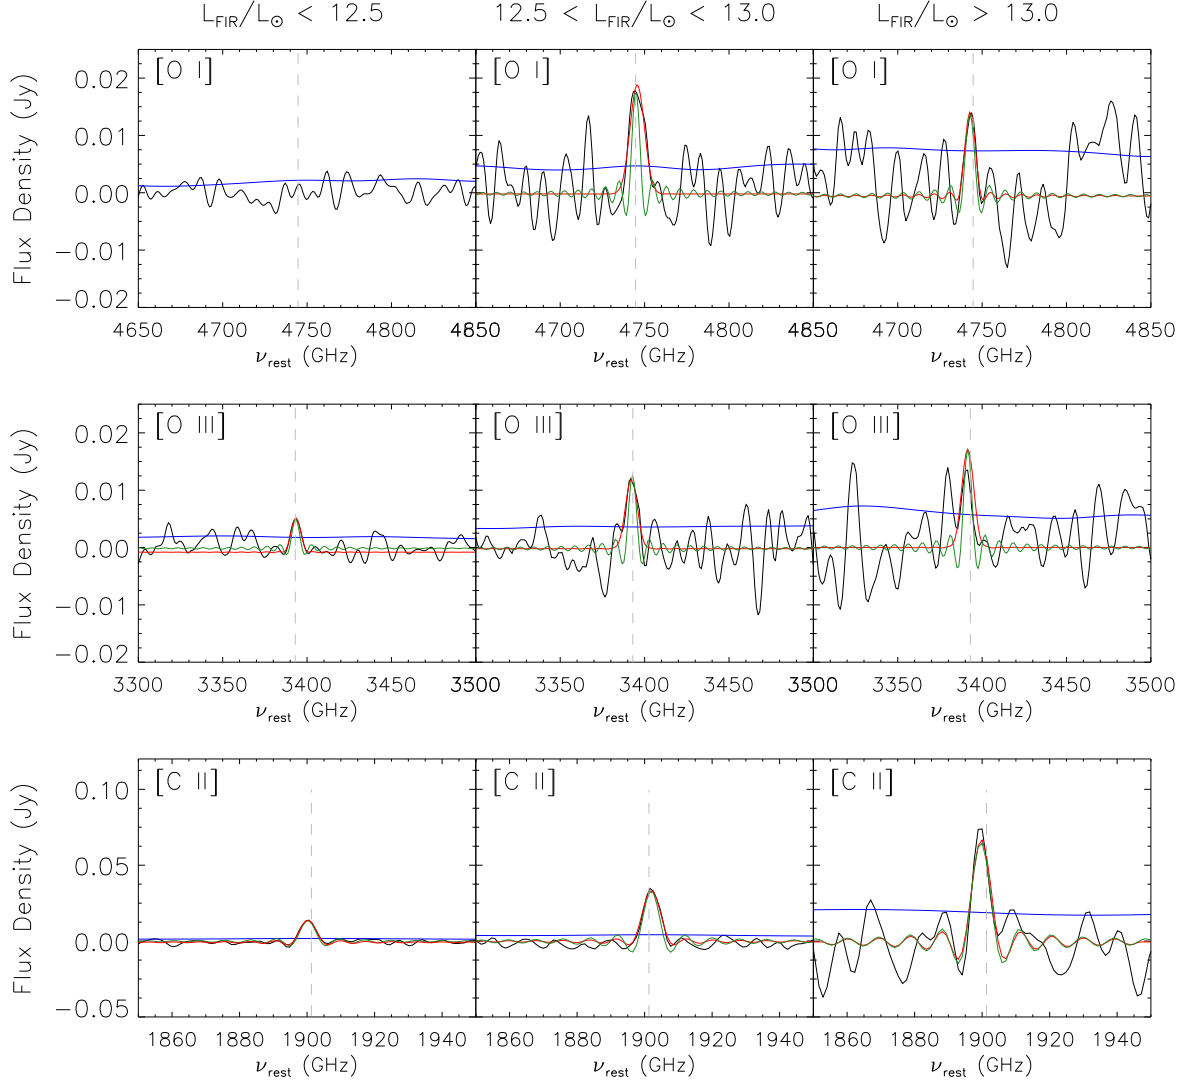 L_FIR/L_⊙ < 12.5 12.5 < L_FIR/L_⊙ < 13.0 L_FIR/L_⊙ > 13.0
[O I] [O I] [O I]
Flux Density (Jy)
0.02
0.01
0.00
−0.01
−0.02
4650 4700 4750 4800 4850 4650 4700 4750 4800 4850 4650 4700 4750 4800 4850
ν_rest (GHz) ν_rest (GHz) ν_rest (GHz)
[O III] [O III] [O III]
Flux Density (Jy)
0.02
0.01
0.00
−0.01
−0.02
3300 3350 3400 3450 3500 3300 3350 3400 3450 3500 3300 3350 3400 3450 3500
ν_rest (GHz) ν_rest (GHz) ν_rest (GHz)
[C II] [C II] [C II]
Flux Density (Jy)
0.10
0.05
0.00
−0.05
1860 1880 1900 1920 1940 1860 1880 1900 1920 1940 1860 1880 1900 1920 1940
ν_rest (GHz) ν_rest (GHz) ν_rest (GHz)